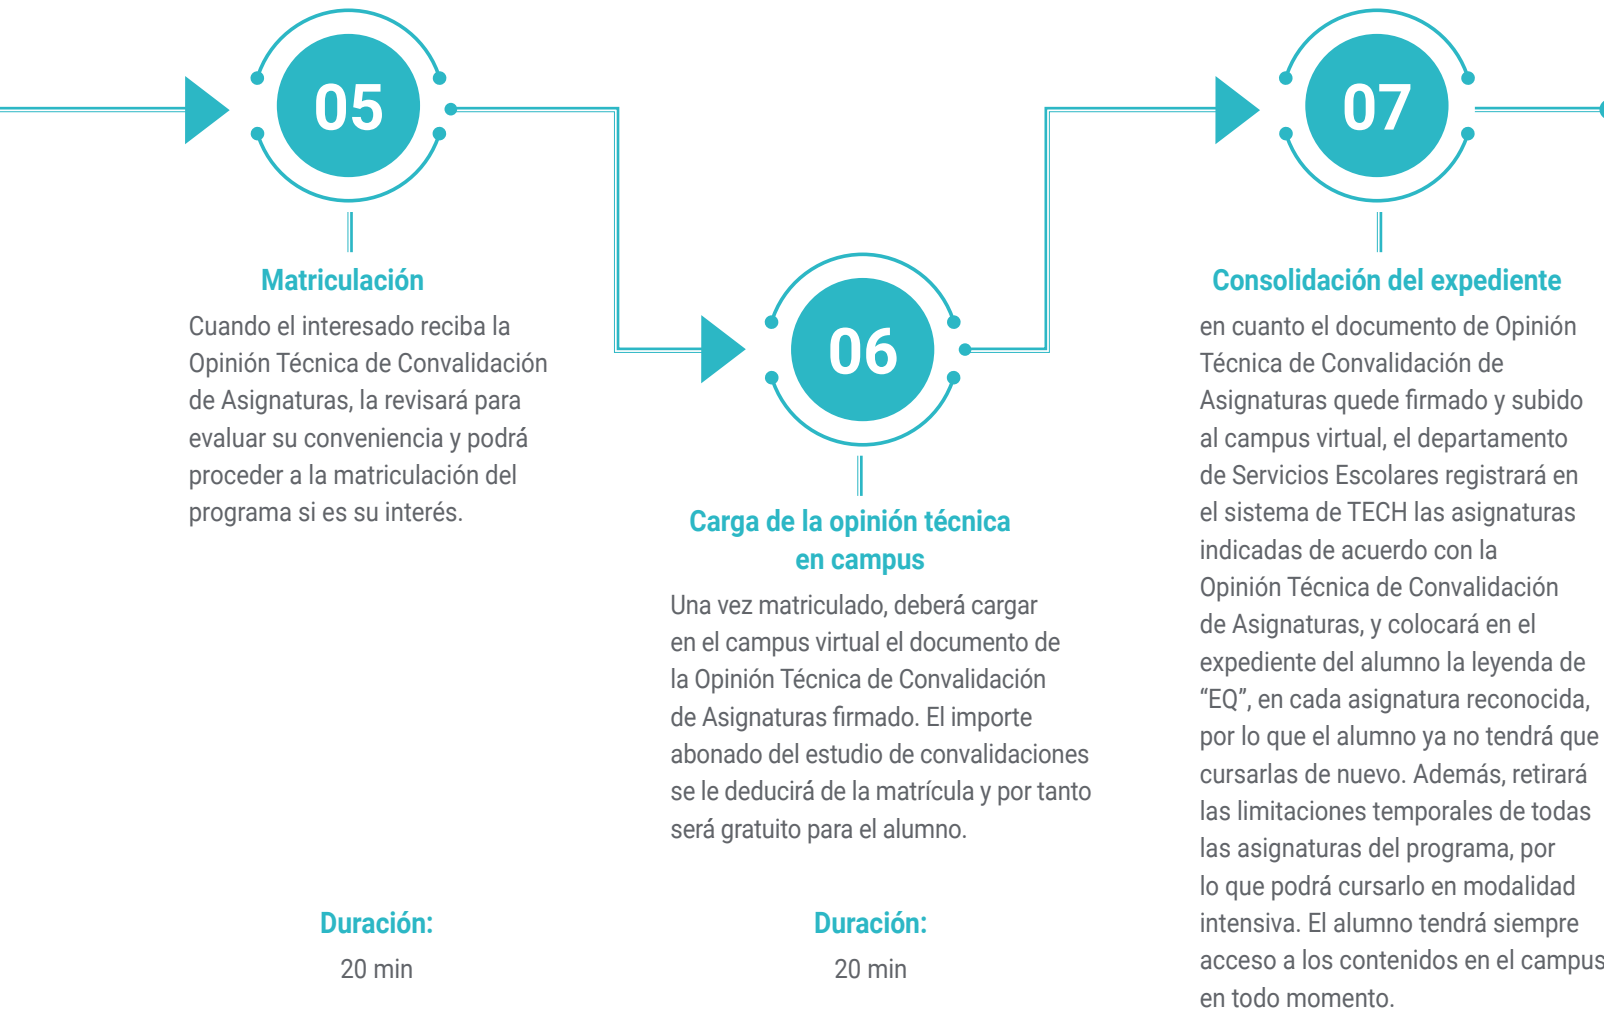 05
Matriculación
Cuando el interesado reciba la
Opinión Técnica de Convalidación
de Asignaturas, la revisará para
evaluar su conveniencia y podrá
proceder a la matriculación del
programa si es su interés.
Duración:
20 min
06
Carga de la opinión técnica
en campus
Una vez matriculado, deberá cargar
en el campus virtual el documento de
la Opinión Técnica de Convalidación
de Asignaturas firmado. El importe
abonado del estudio de convalidaciones
se le deducirá de la matrícula y por tanto
será gratuito para el alumno.
Duración:
20 min
07
Consolidación del expediente
en cuanto el documento de Opinión
Técnica de Convalidación de
Asignaturas quede firmado y subido
al campus virtual, el departamento
de Servicios Escolares registrará en
el sistema de TECH las asignaturas
indicadas de acuerdo con la
Opinión Técnica de Convalidación
de Asignaturas, y colocará en el
expediente del alumno la leyenda de
“EQ”, en cada asignatura reconocida,
por lo que el alumno ya no tendrá que
cursarlas de nuevo. Además, retirará
las limitaciones temporales de todas
las asignaturas del programa, por
lo que podrá cursarlo en modalidad
intensiva. El alumno tendrá siempre
acceso a los contenidos en el campus
en todo momento.